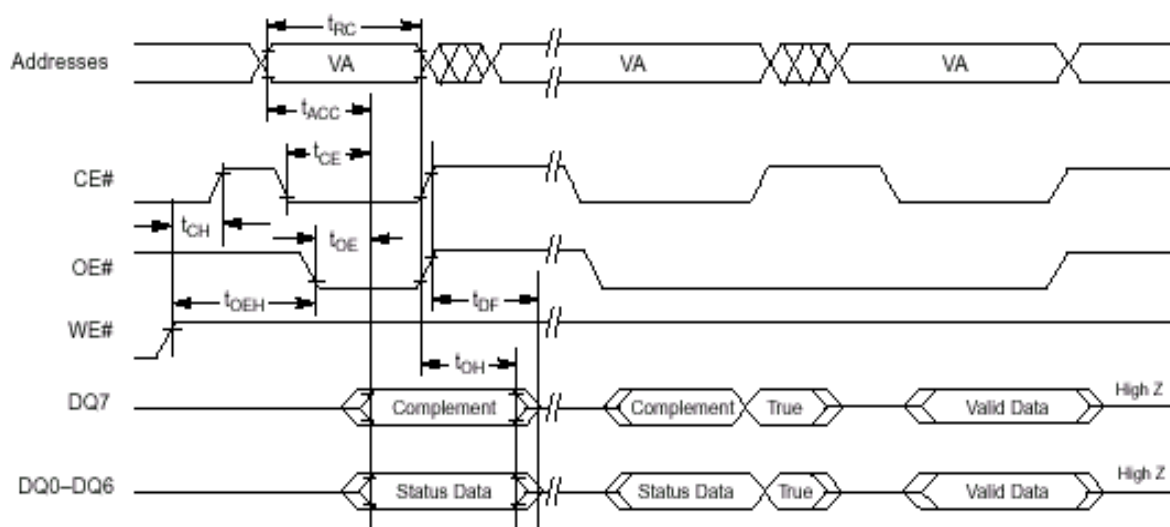 tRC
Addresses VA VA VA
tACC
tCE
CE#
tCH
tOE
OE#
tOEH tDF
WE#
tOH
DQ7 Complement Complement True Valid Data High Z
DQ0–DQ6 Status Data Status Data True Valid Data High Z